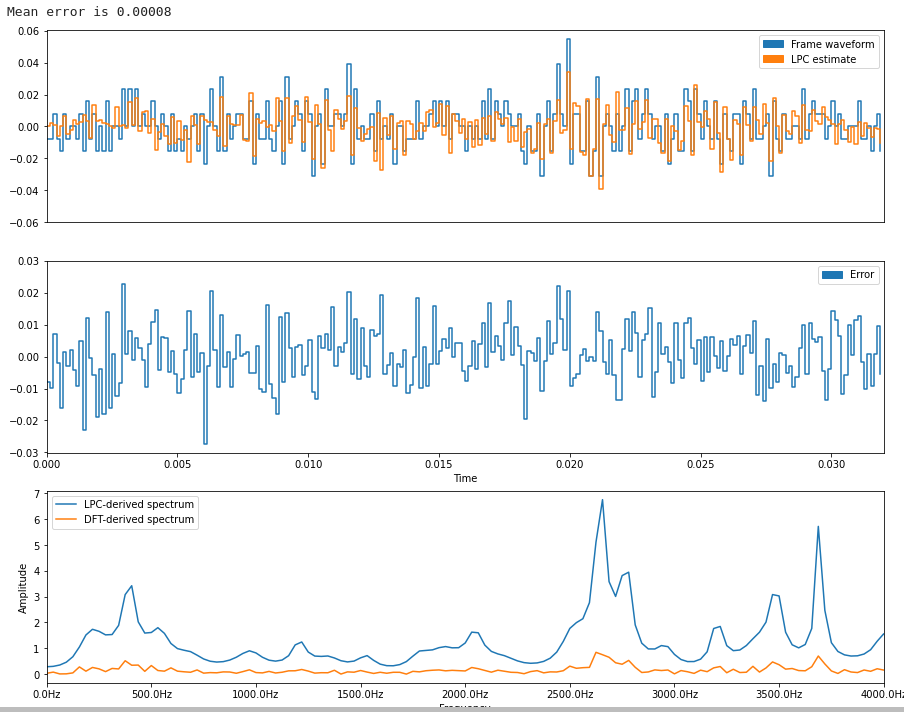 Mean error is 0.00008
0.06
0.04
0.02
0.00
−0.02
−0.04
−0.06
Frame waveform
LPC estimate
0.03
0.02
0.01
0.00
−0.01
−0.02
−0.03
Error
0.000 0.005 0.010 0.015 0.020 0.025 0.030
Time
7
6
5
4
3
2
1
0
Amplitude
LPC-derived spectrum
DFT-derived spectrum
0.0Hz 500.0Hz 1000.0Hz 1500.0Hz 2000.0Hz 2500.0Hz 3000.0Hz 3500.0Hz 4000.0Hz
Frequency